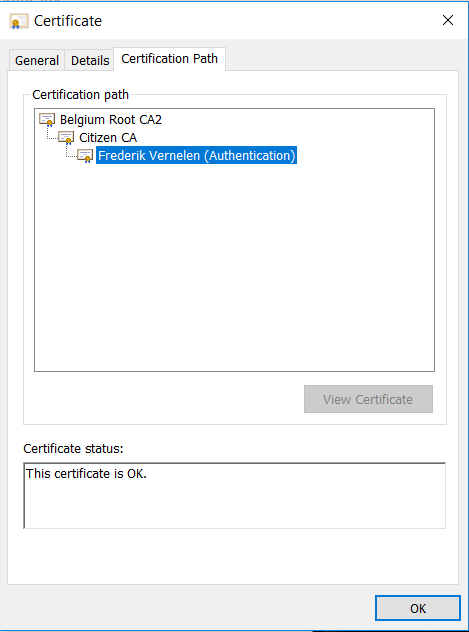 Certificate
General Details Certification Path
Certification path
Belgium Root CA2
Citizen CA
Frederik Vernelen (Authentication)
View Certificate
Certificate status:
This certificate is OK.
OK